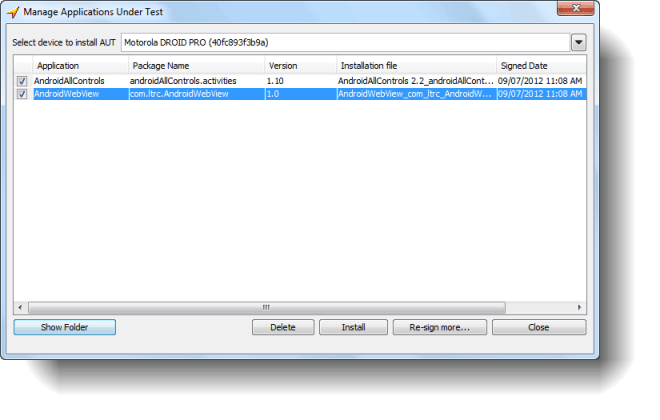 Manage Applications Under Test
Select device to install AUT Motorola DROID PRO (40fc893f3b9a)
Application Package Name Version Installation file Signed Date
AndroidAllControls androidAllControls.activities 1.10 AndroidAllControls 2.2_androidAllCont... 09/07/2012 11:08 AM
AndroidWebView com.ltrc.AndroidWebView 1.0 AndroidWebView_com_ltrc_AndroidW... 09/07/2012 11:08 AM
Show Folder Delete Install Re-sign more... Close